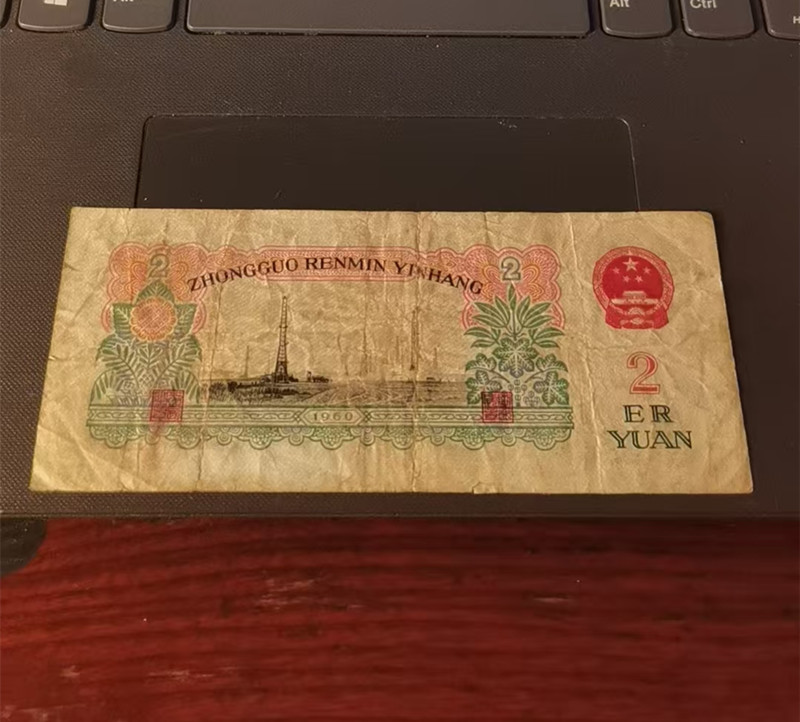 Alt
Ctrl
2
ZHONGGUO RENMIN YINHANG
2
1960
2
ER
YUAN